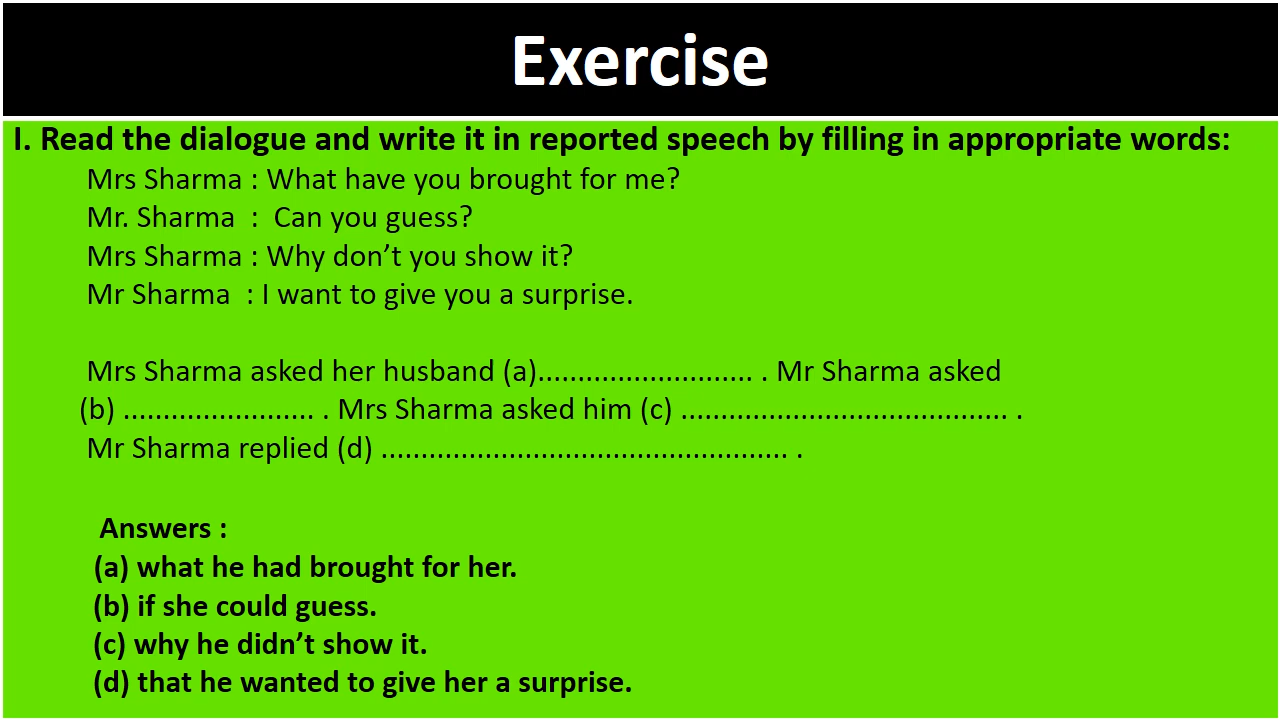 Exercise
I. Read the dialogue and write it in reported speech by filling in appropriate words:
Mrs Sharma : What have you brought for me?
Mr. Sharma : Can you guess?
Mrs Sharma : Why don’t you show it?
Mr Sharma : I want to give you a surprise.
Mrs Sharma asked her husband (a)........................... . Mr Sharma asked
(b) ........................ . Mrs Sharma asked him (c) ......................................... .
Mr Sharma replied (d) ................................................... .
Answers :
(a) what he had brought for her.
(b) if she could guess.
(c) why he didn’t show it.
(d) that he wanted to give her a surprise.